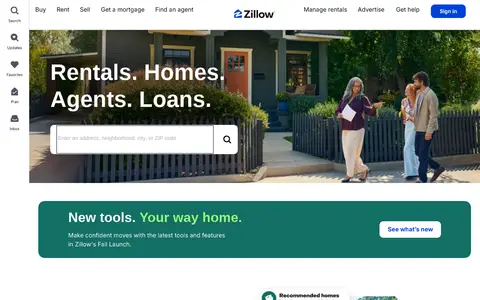 Search
Updates
Favorites
Plan
Inbox
Buy Rent Sell Get a mortgage Find an agent
Zillow
Manage rentals Advertise Get help Sign in
Rentals. Homes.
Agents. Loans.
Enter an address, neighborhood, city, or ZIP code
New tools. Your way home.
Make confident moves with the latest tools and features
in Zillow's Fall Launch.
See what's new
Recommended homes